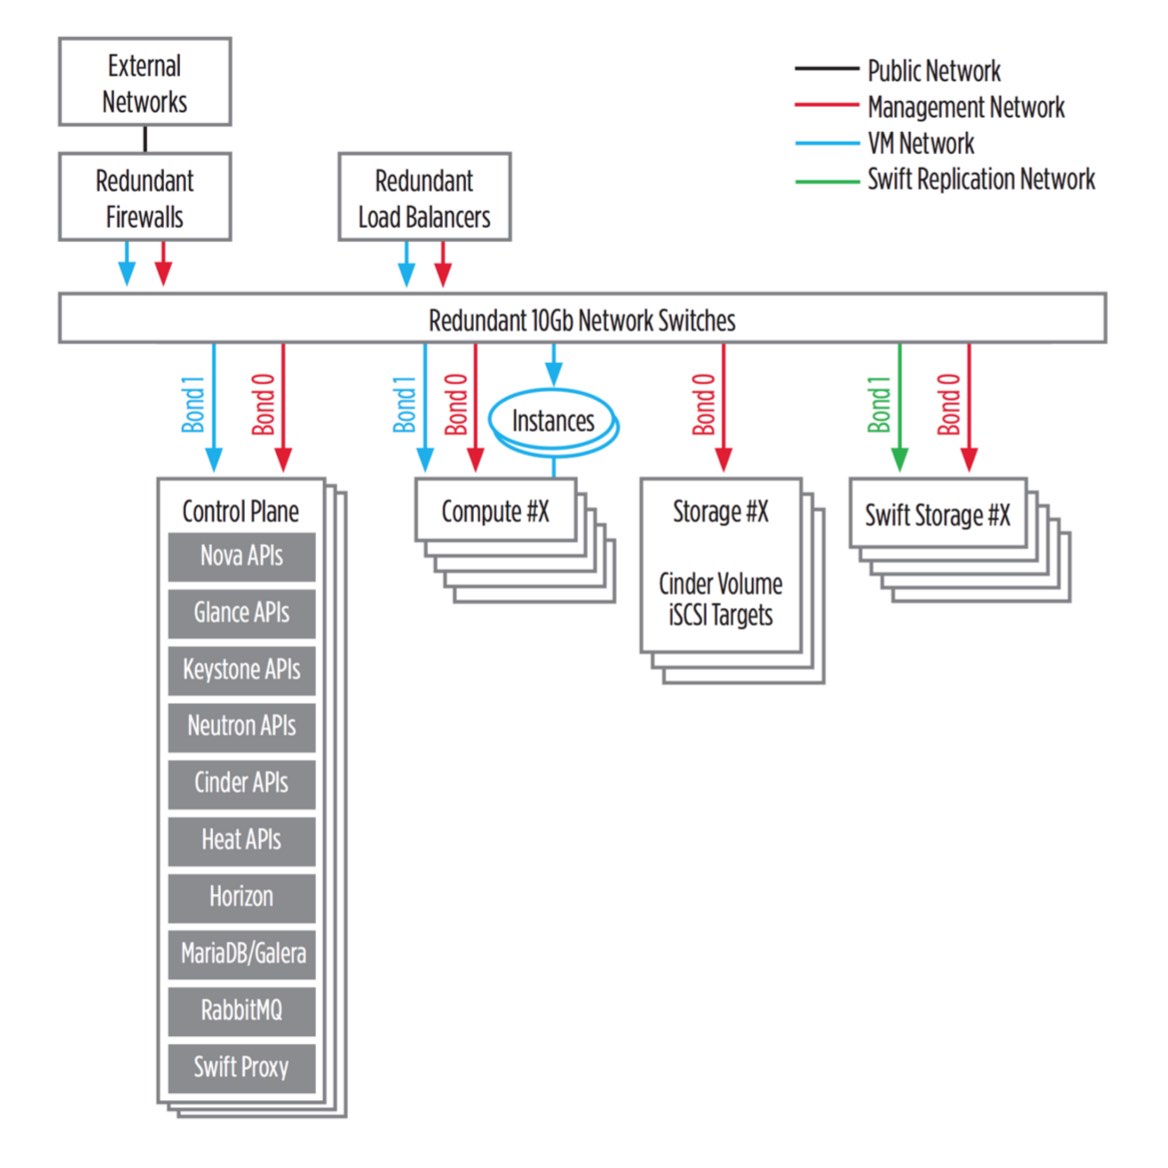 External
Networks
Redundant
Firewalls
Redundant
Load Balancers
Public Network
Management Network
VM Network
Swift Replication Network
Redundant 10Gb Network Switches
Bond 1
Bond 0
Bond 1
Bond 0
Instances
Bond 0
Bond 1
Bond 0
Control Plane
Nova APIs
Glance APIs
Keystone APIs
Neutron APIs
Cinder APIs
Heat APIs
Horizon
MariaDB/Galera
RabbitMQ
Swift Proxy
Compute #X
Storage #X
Cinder Volume
iSCSI Targets
Swift Storage #X